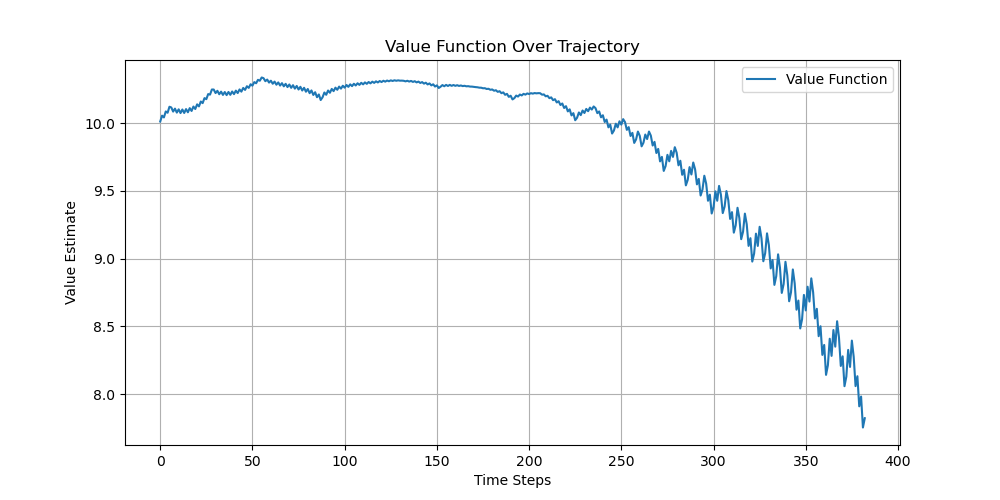 Value Function Over Trajectory
Value Function
Value Estimate
10.0
9.5
9.0
8.5
8.0
0 50 100 150 200 250 300 350 400
Time Steps